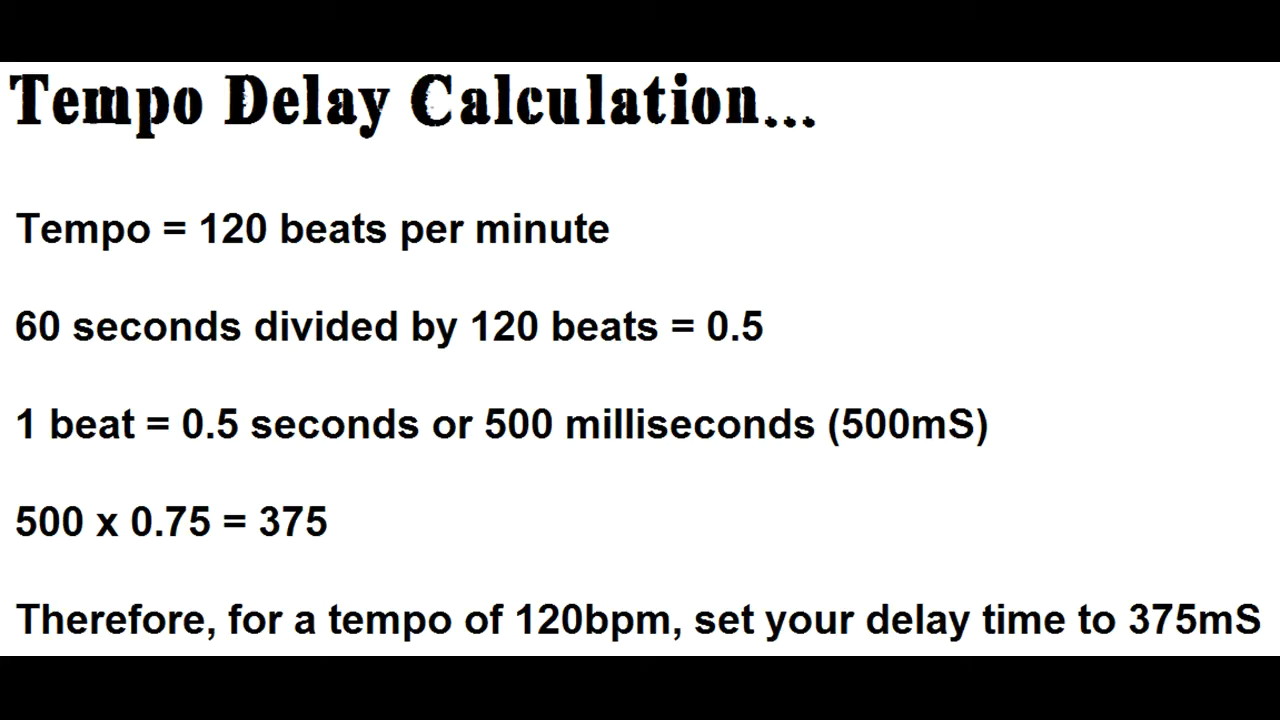 Tempo Delay Calculation...
Tempo = 120 beats per minute
60 seconds divided by 120 beats = 0.5
1 beat = 0.5 seconds or 500 milliseconds (500mS)
500 x 0.75 = 375
Therefore, for a tempo of 120bpm, set your delay time to 375mS